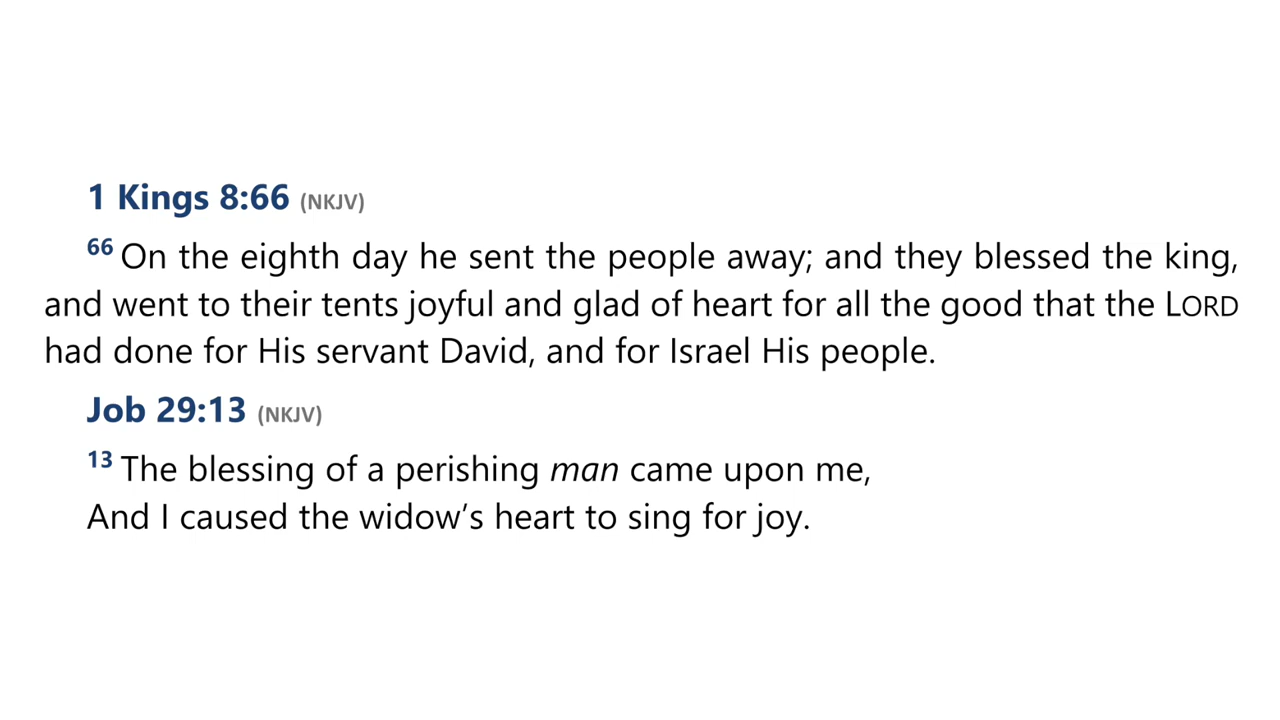 1 Kings 8:66 (NKJV)
66 On the eighth day he sent the people away; and they blessed the king,
and went to their tents joyful and glad of heart for all the good that the LORD
had done for His servant David, and for Israel His people.
Job 29:13 (NKJV)
13 The blessing of a perishing man came upon me,
And I caused the widow’s heart to sing for joy.